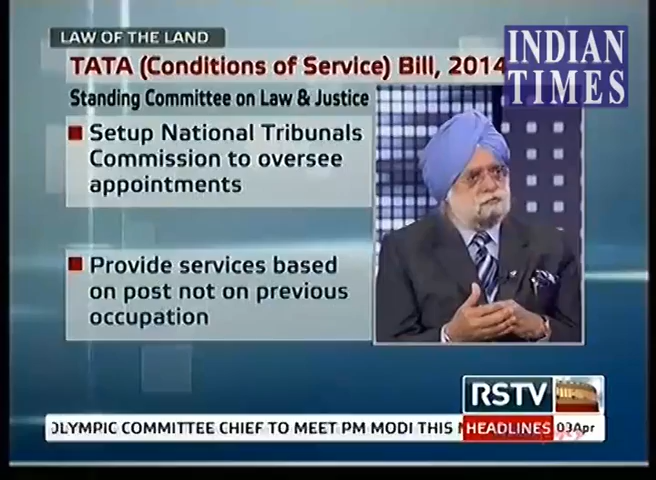 LAW OF THE LAND
INDIAN
TIMES
TATA (Conditions of Service) Bill, 2014
Standing Committee on Law & Justice
Setup National Tribunals
Commission to oversee
appointments
Provide services based
on post not on previous
occupation
RSTV
OLYMPIC COMMITTEE CHIEF TO MEET PM MODI THIS
HEADLINES
03Apr